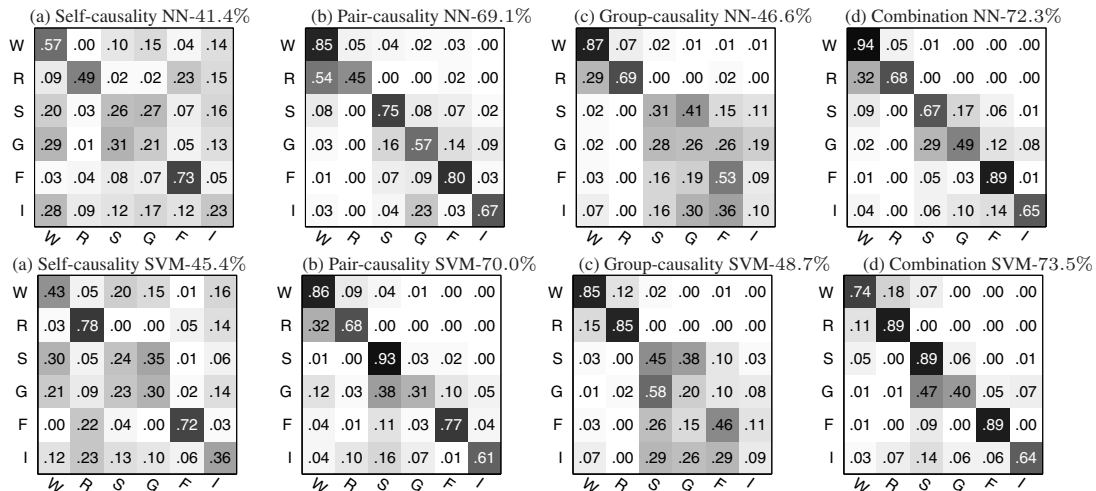 (a) Self-causality NN-41.4% (b) Pair-causality NN-69.1% (c) Group-causality NN-46.6% (d) Combination NN-72.3%
W .57 .00 .10 .15 .04 .14 W .85 .05 .04 .02 .03 .00 W .87 .07 .02 .01 .01 .01 W .94 .05 .01 .00 .00 .00
R .09 .49 .02 .02 .23 .15 R .54 .45 .00 .00 .00 .00 R .29 .69 .00 .00 .02 .00 R .32 .68 .00 .00 .00 .00
S .20 .03 .26 .27 .07 .16 S .08 .00 .75 .08 .07 .02 S .02 .00 .31 .41 .15 .11 S .09 .00 .67 .17 .06 .01
G .29 .01 .31 .21 .05 .13 G .03 .00 .16 .57 .14 .09 G .02 .00 .28 .26 .26 .19 G .02 .00 .29 .49 .12 .08
F .03 .04 .08 .07 .73 .05 F .01 .00 .07 .09 .80 .03 F .03 .00 .16 .19 .53 .09 F .01 .00 .05 .03 .89 .01
I .28 .09 .12 .17 .12 .23 I .03 .00 .04 .23 .03 .67 I .07 .00 .16 .30 .36 .10 I .04 .00 .06 .10 .14 .65
W R S G F I W R S G F I W R S G F I W R S G F I
(a) Self-causality SVM-45.4% (b) Pair-causality SVM-70.0% (c) Group-causality SVM-48.7% (d) Combination SVM-73.5%
W .43 .05 .20 .15 .01 .16 W .86 .09 .04 .01 .00 .00 W .85 .12 .02 .00 .01 .00 W .74 .18 .07 .00 .00 .00
R .03 .78 .00 .00 .05 .14 R .32 .68 .00 .00 .00 .00 R .15 .85 .00 .00 .00 .00 R .11 .89 .00 .00 .00 .00
S .30 .05 .24 .35 .01 .06 S .01 .00 .93 .03 .02 .00 S .03 .00 .45 .38 .10 .03 S .05 .00 .89 .06 .00 .01
G .21 .09 .23 .30 .02 .14 G .12 .03 .38 .31 .10 .05 G .01 .02 .58 .20 .10 .08 G .01 .01 .47 .40 .05 .07
F .00 .22 .04 .00 .72 .03 F .04 .01 .11 .03 .77 .04 F .03 .00 .26 .15 .46 .11 F .01 .00 .09 .00 .89 .00
I .12 .23 .13 .10 .06 .36 I .04 .10 .16 .07 .01 .61 I .07 .00 .29 .26 .29 .09 I .03 .07 .14 .06 .06 .64
W R S G F I W R S G F I W R S G F I W R S G F I